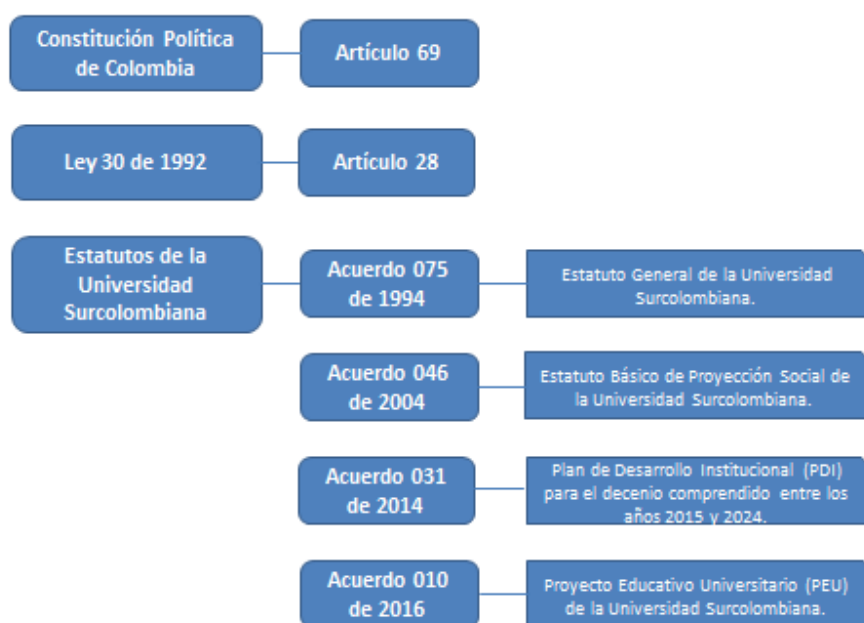 Constitución Política
de Colombia
Artículo 69
Ley 30 de 1992
Artículo 28
Estatutos de la
Universidad
Surcolombiana
Acuerdo 075
de 1994
Estatuto General de la Universidad
Surcolombiana.
Acuerdo 046
de 2004
Estatuto Básico de Proyección Social de
la Universidad Surcolombiana.
Acuerdo 031
de 2014
Plan de Desarrollo Institucional (PDI)
para el decenio comprendido entre los
años 2015 y 2024.
Acuerdo 010
de 2016
Proyecto Educativo Universitario (PEU)
de la Universidad Surcolombiana.